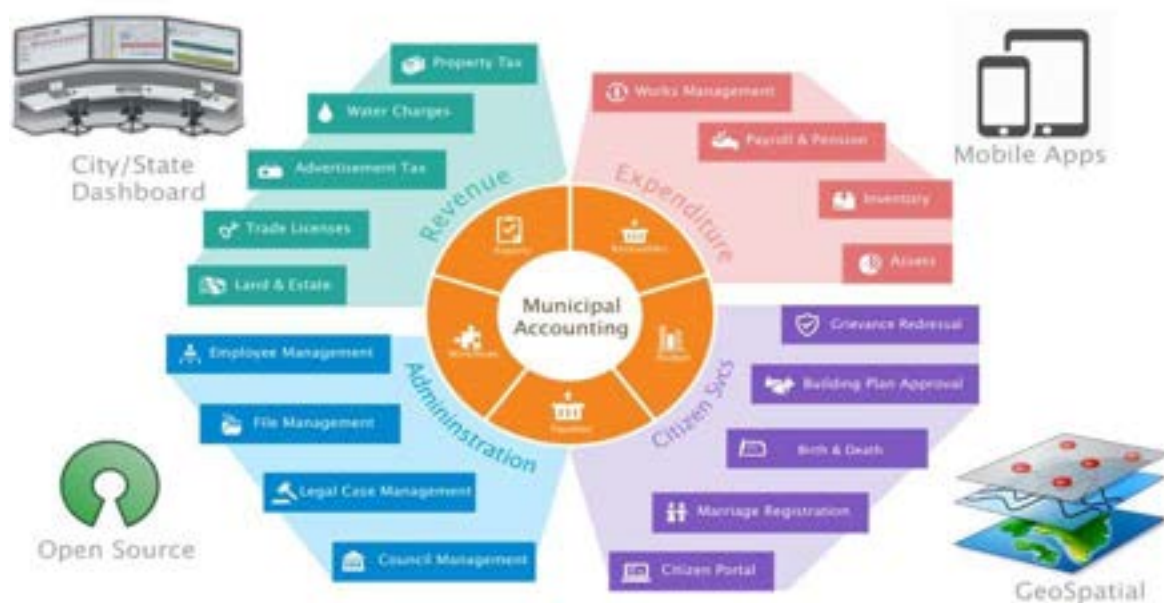 City/State
Dashboard
Property Tax
Water Charges
Advertisement Tax
Trade Licenses
Land & Estate
Revenue
Works Management
Payroll & Pension
Inventory
Assets
Expenditure
Mobile Apps
Municipal
Accounting
Employee Management
File Management
Legal Case Management
Council Management
Admininstration
Grievance Redressal
Building Plan Approval
Birth & Death
Marriage Registration
Citizen Portal
Citizen Svcs
Open Source
GeoSpatial